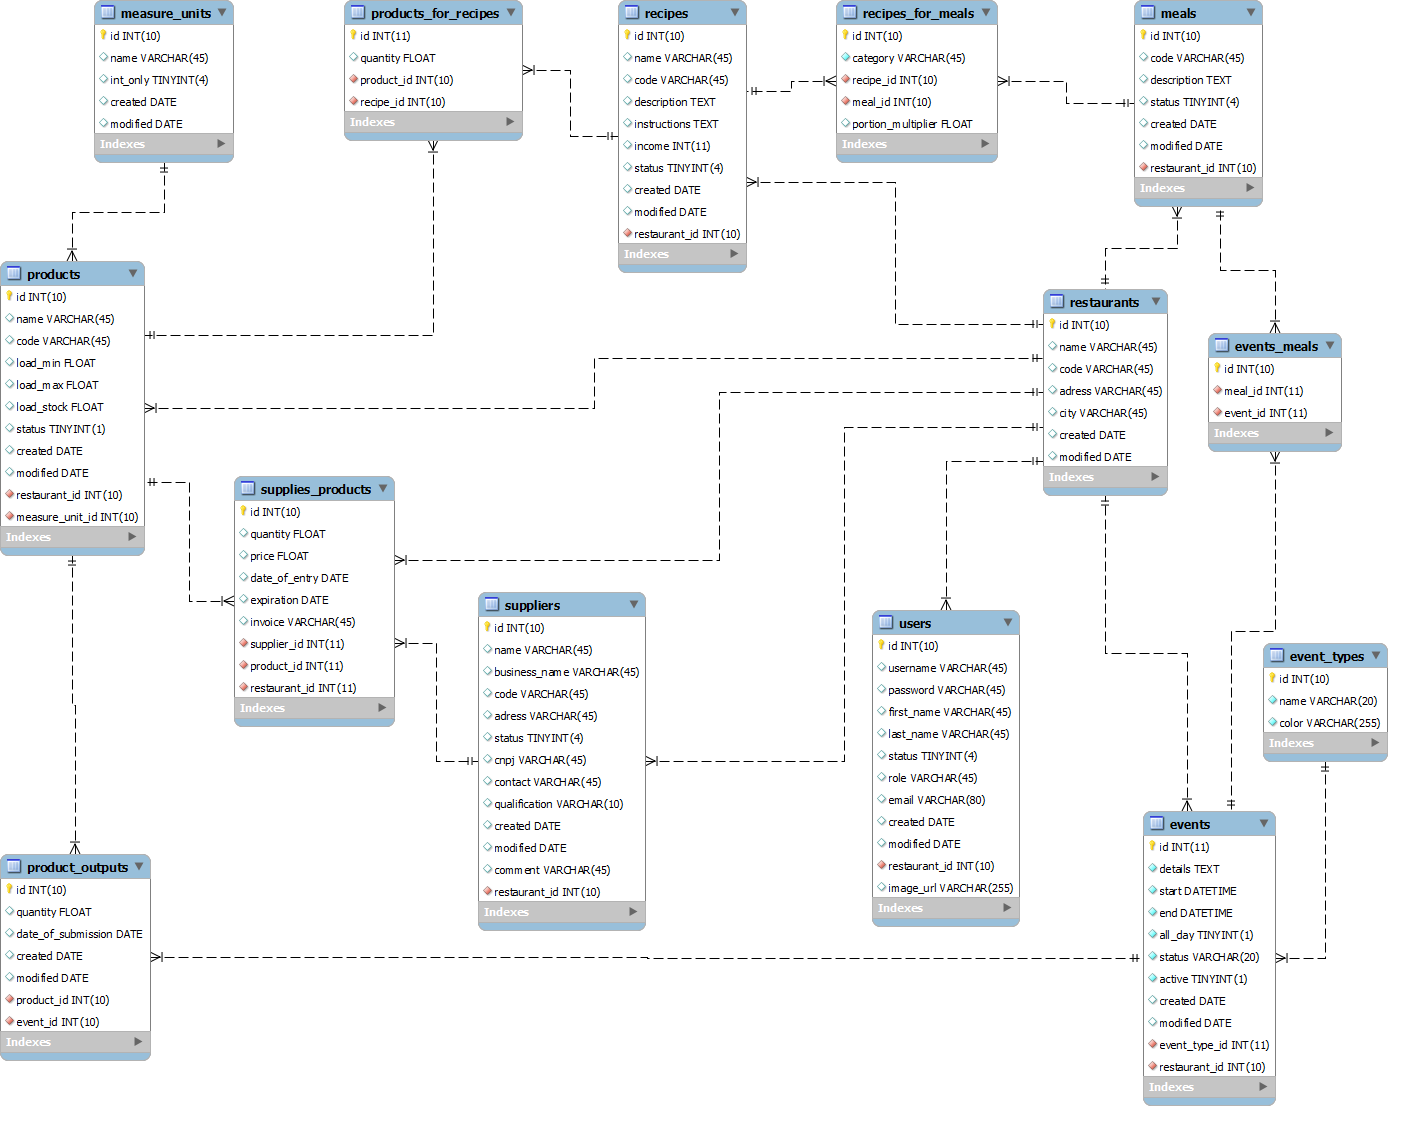 measure_units
id INT(10)
name VARCHAR(45)
int_only TINYINT(4)
created DATE
modified DATE
Indexes
products_for_recipes
id INT(11)
quantity FLOAT
product_id INT(10)
recipe_id INT(10)
Indexes
recipes
id INT(10)
name VARCHAR(45)
code VARCHAR(45)
description TEXT
instructions TEXT
income INT(11)
status TINYINT(4)
created DATE
modified DATE
restaurant_id INT(10)
Indexes
recipes_for_meals
id INT(10)
category VARCHAR(45)
recipe_id INT(10)
meal_id INT(10)
portion_multiplier FLOAT
Indexes
meals
id INT(10)
code VARCHAR(45)
description TEXT
status TINYINT(4)
created DATE
modified DATE
restaurant_id INT(10)
Indexes
products
id INT(10)
name VARCHAR(45)
code VARCHAR(45)
load_min FLOAT
load_max FLOAT
load_stock FLOAT
status TINYINT(1)
created DATE
modified DATE
restaurant_id INT(10)
measure_unit_id INT(10)
Indexes
restaurants
id INT(10)
name VARCHAR(45)
code VARCHAR(45)
adress VARCHAR(45)
city VARCHAR(45)
created DATE
modified DATE
Indexes
events_meals
id INT(10)
meal_id INT(11)
event_id INT(11)
Indexes
supplies_products
id INT(10)
quantity FLOAT
price FLOAT
date_of_entry DATE
expiration DATE
invoice VARCHAR(45)
supplier_id INT(11)
product_id INT(11)
restaurant_id INT(11)
Indexes
suppliers
id INT(10)
name VARCHAR(45)
business_name VARCHAR(45)
code VARCHAR(45)
adress VARCHAR(45)
status TINYINT(4)
cnpj VARCHAR(45)
contact VARCHAR(45)
qualification VARCHAR(10)
created DATE
modified DATE
comment VARCHAR(45)
restaurant_id INT(10)
Indexes
users
id INT(10)
username VARCHAR(45)
password VARCHAR(45)
first_name VARCHAR(45)
last_name VARCHAR(45)
status TINYINT(4)
role VARCHAR(45)
email VARCHAR(80)
created DATE
modified DATE
restaurant_id INT(10)
image_url VARCHAR(255)
Indexes
event_types
id INT(10)
name VARCHAR(20)
color VARCHAR(255)
Indexes
product_outputs
id INT(10)
quantity FLOAT
date_of_submission DATE
created DATE
modified DATE
product_id INT(10)
event_id INT(10)
Indexes
events
id INT(11)
details TEXT
start DATETIME
end DATETIME
all_day TINYINT(1)
status VARCHAR(20)
active TINYINT(1)
created DATE
modified DATE
event_type_id INT(11)
restaurant_id INT(10)
Indexes